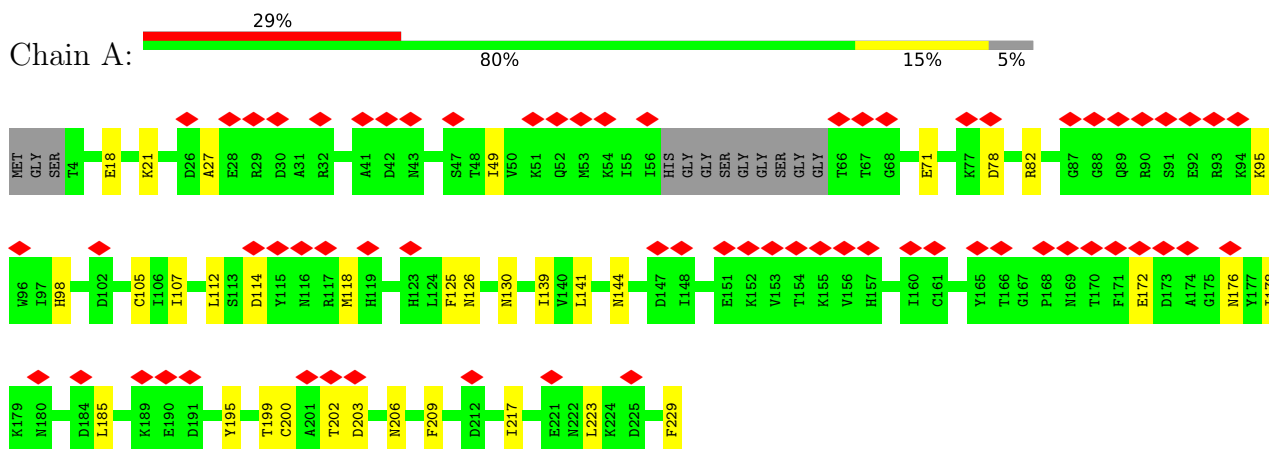 29%
Chain A:
80% 15% 5%
MET GLY SER T4 E18 K21 D26 A27 E28 R29 D30 A31 R32 A41 D42 N43 S47 T48 I49 V50 K51 Q52 M53 K54 I55 I56 HIS GLY GLY SER GLY GLY SER GLY GLY T66 T67 G68 E71 K77 D78 R82 G87 G88 Q89 R90 S91 E92 R93 K94 K95
W96 I97 H98 D102 C105 I106 I107 L112 S113 D114 Y115 N116 R117 M118 H119 H123 L124 F125 N126 N130 I139 V140 L141 N144 D147 I148 E151 K152 V153 T154 K155 V156 H157 I160 C161 Y165 T166 G167 P168 N169 T170 F171 E172 D173 A174 G175 N176 Y177 I178
K179 N180 D184 L185 K189 E190 D191 Y195 T199 C200 A201 T202 D203 N206 F209 D212 I217 E221 N222 L223 K224 D225 F229